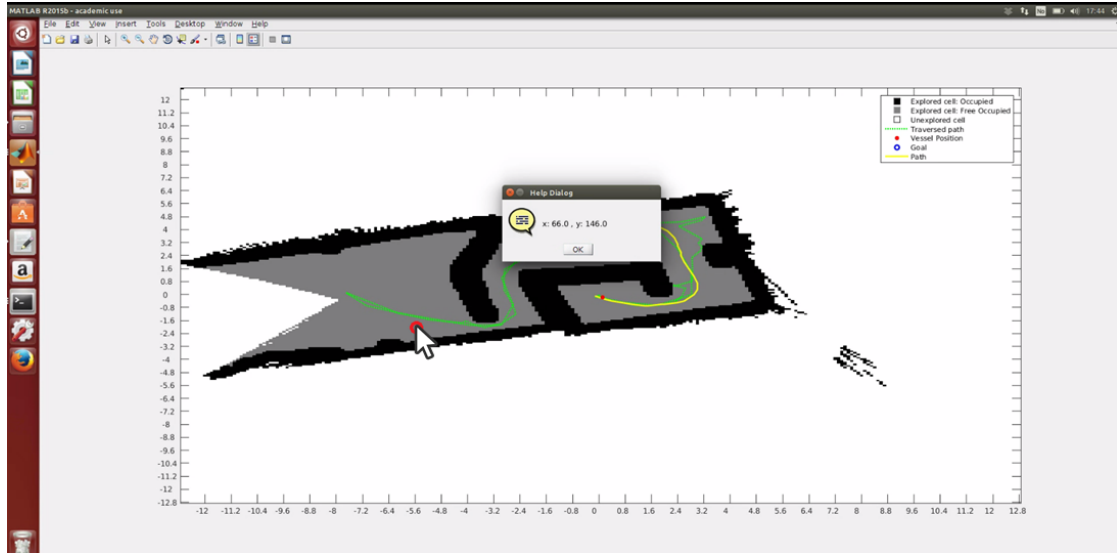 MATLAB R2015b - academic use
No
17:44
File Edit View Insert Tools Desktop Window Help
12
11.2
10.4
9.6
8.8
8
7.2
6.4
5.6
4.8
4
3.2
2.4
1.6
0.8
0
-0.8
-1.6
-2.4
-3.2
-4
-4.8
-5.6
-6.4
-7.2
-8
-8.8
-9.6
-10.4
-11.2
-12
-12.8
Explored cell: Occupied
Explored cell: Free Occupied
Unexplored cell
Traversed path
Vessel Position
Goal
Path
Help Dialog
x: 66.0 , y: 146.0
OK
-12 -11.2 -10.4 -9.6 -8.8 -8 -7.2 -6.4 -5.6 -4.8 -4 -3.2 -2.4 -1.6 -0.8 0 0.8 1.6 2.4 3.2 4 4.8 5.6 6.4 7.2 8 8.8 9.6 10.4 11.2 12 12.8